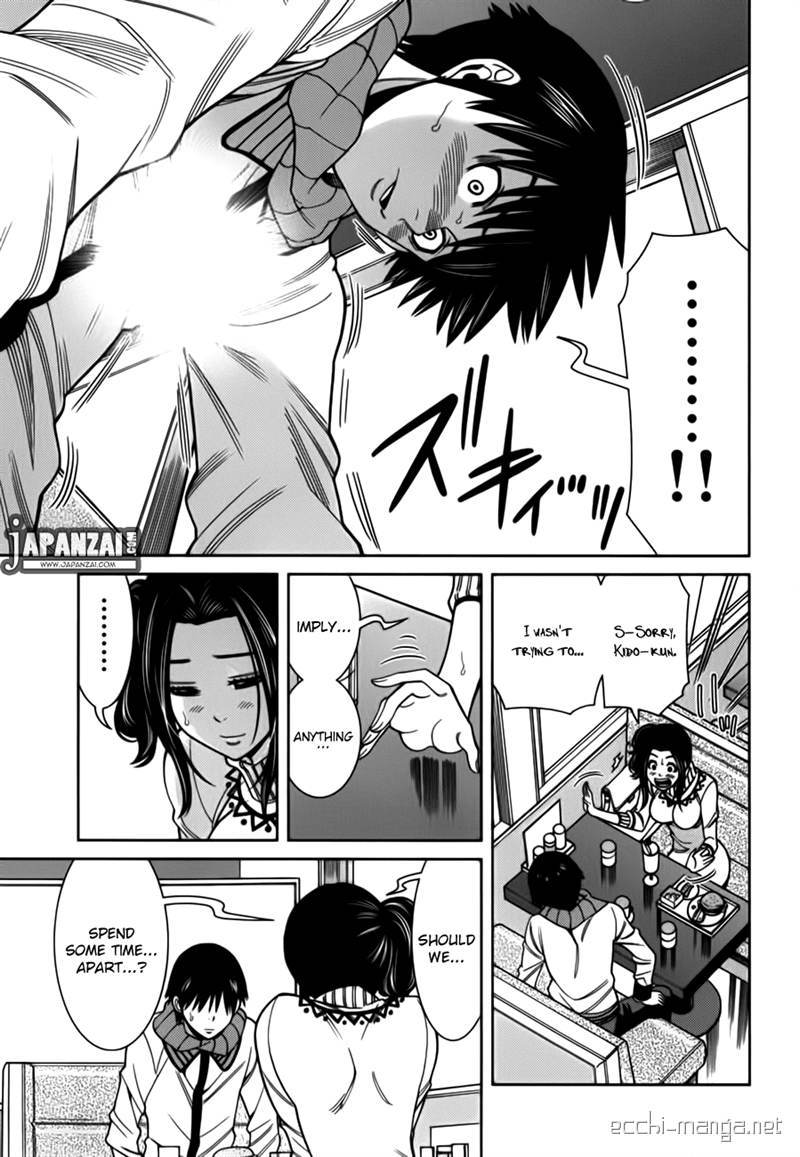 .........!!
ズキィッ…
JAPANZAI.COM
WWW.JAPANZAI.COM
S-SORRY,
KIDO-KUN.
I WASN'T
TRYING TO...
IMPLY...
ANYTHING
...
........
SHOULD
WE...
SPEND
SOME TIME...
APART...?
ecchi-manga.net